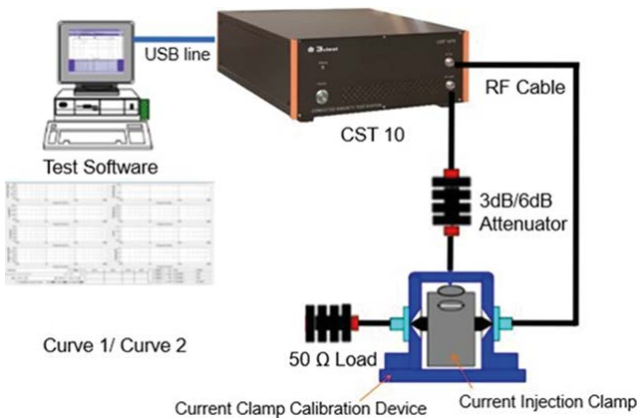 USB line
3ctest
RF Cable
CST 10
Test Software
3dB/6dB
Attenuator
50 Ω Load
Curve 1/ Curve 2
Current Clamp Calibration Device
Current Injection Clamp